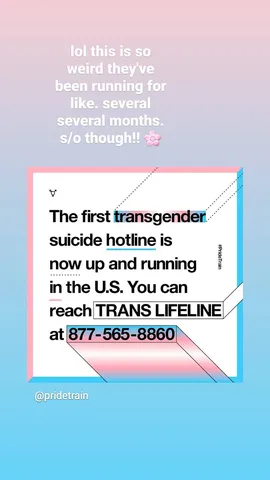 lol this is so
weird they've
been running for
like. several
several months.
s/o though!! 🌸
The first transgender
suicide hotline is
now up and running
in the U.S. You can
reach TRANS LIFELINE
at 877-565-8860
#PrideTrain
@pridetrain